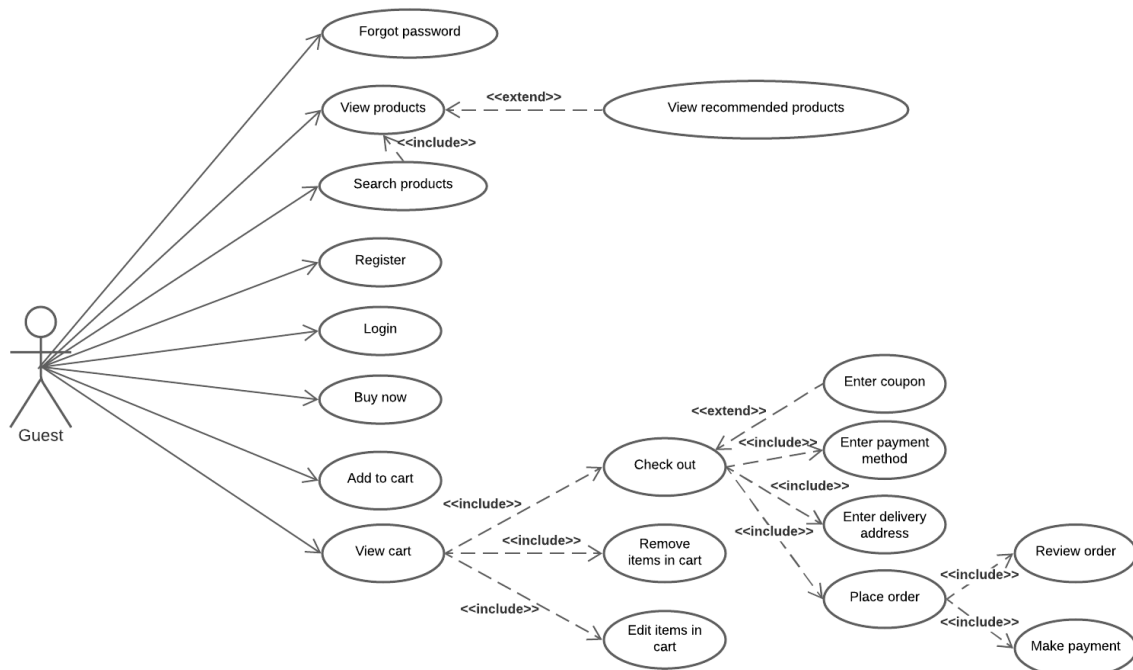 Forgot password
View products
<<extend>>
View recommended products
<<include>>
Search products
Register
Login
Buy now
Guest
Add to cart
View cart
<<include>>
<<include>>
<<include>>
Check out
Remove
items in cart
Edit items in
cart
<<extend>>
<<include>>
<<include>>
<<include>>
Enter coupon
Enter payment
method
Enter delivery
address
Place order
<<include>>
<<include>>
Review order
Make payment